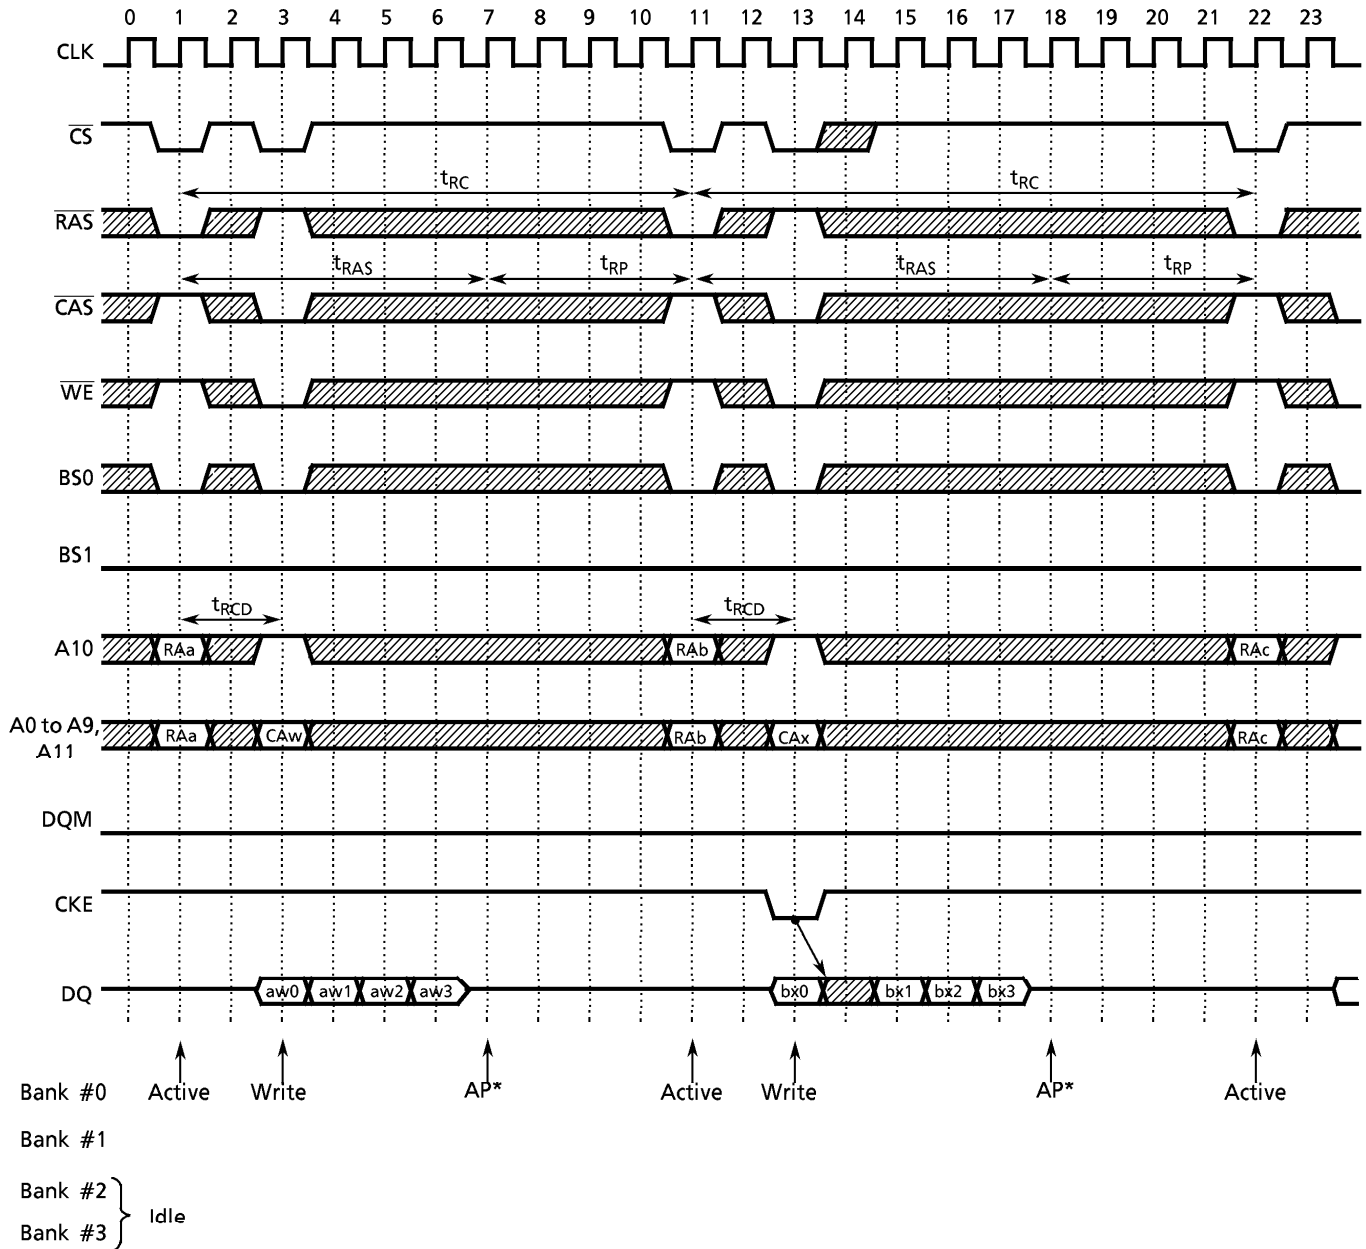 0 1 2 3 4 5 6 7 8 9 10 11 12 13 14 15 16 17 18 19 20 21 22 23
CLK
CS
tRC tRC
RAS
tRAS tRP tRAS tRP
CAS
WE
BS0
BS1
tRCD tRCD
A10 RAa RAb RAc
A0 to A9,
A11
RAa CAw RAb CAx RAc
DQM
CKE
DQ aw0 aw1 aw2 aw3 bx0 bx1 bx2 bx3
Bank #0 Active Write AP* Active Write AP* Active
Bank #1
Bank #2
Idle
Bank #3